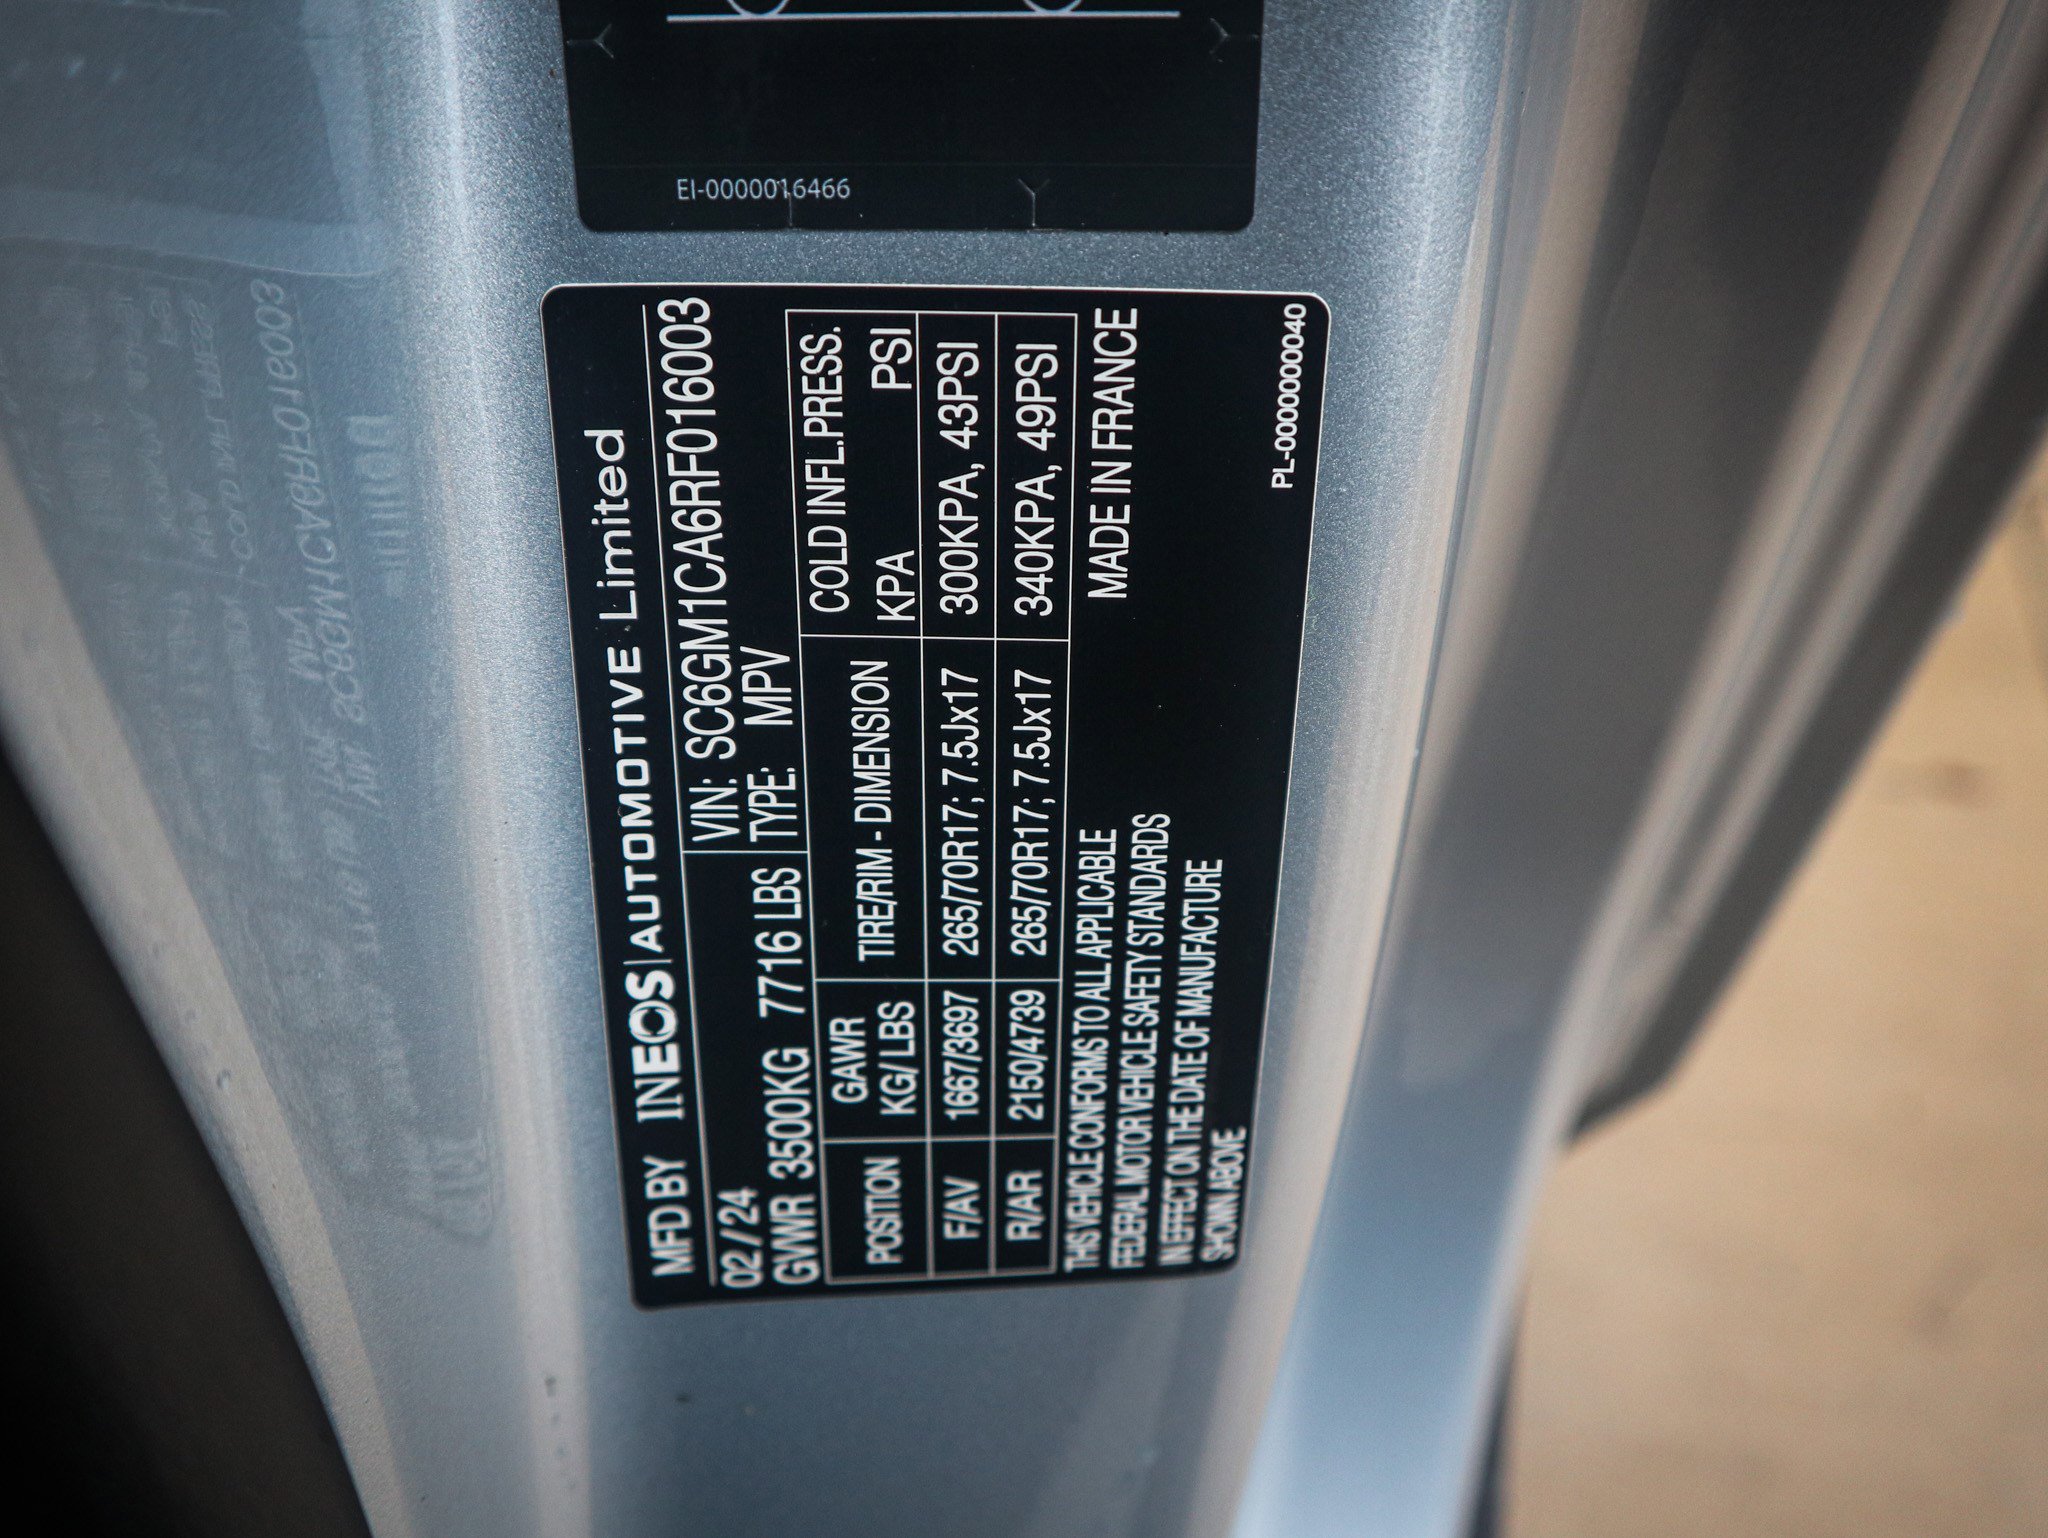 EI-0000016466
MFD BY INEOS|AUTOMOTIVE Limited
02 / 24 VIN: SC6GM1CA6RF016003
GVWR 3500KG 7716 LBS TYPE: MPV
POSITION GAWR KG/LBS TIRE/RIM - DIMENSION COLD INFL.PRESS. KPA PSI
F/AV 1667/3697 265/70R17; 7.5Jx17 300KPA, 43PSI
R/AR 2150/4739 265/70R17; 7.5Jx17 340KPA, 49PSI
THIS VEHICLE CONFORMS TO ALL APPLICABLE MADE IN FRANCE
FEDERAL MOTOR VEHICLE SAFETY STANDARDS
IN EFFECT ON THE DATE OF MANUFACTURE
SHOWN ABOVE
PL-0000000040